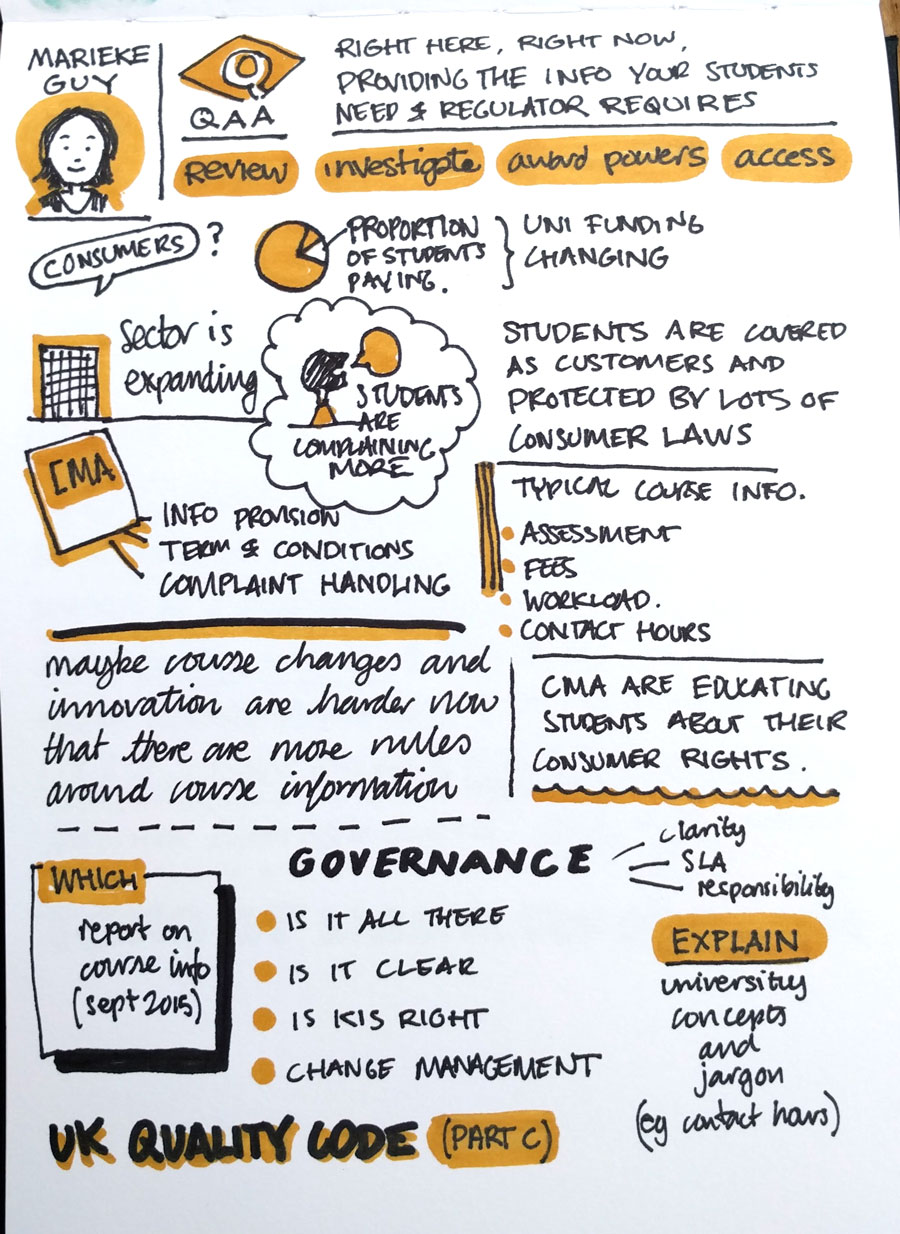 MARIEKE
GUY
Q
QAA
RIGHT HERE, RIGHT NOW,
PROVIDING THE INFO YOUR STUDENTS
NEED & REGULATOR REQUIRES
REVIEW
investigate
award powers
access
CONSUMERS ?
PROPORTION
OF STUDENTS
PAYING.
UNI FUNDING
CHANGING
Sector is
expanding
STUDENTS
ARE
COMPLAINING
MORE
STUDENTS ARE COVERED
AS CUSTOMERS AND
PROTECTED BY LOTS OF
CONSUMER LAWS
CMA
INFO PROVISION
TERM & CONDITIONS
COMPLAINT HANDLING
TYPICAL COURSE INFO.
ASSESSMENT
FEES
WORKLOAD.
CONTACT HOURS
maybe course changes and
innovation are harder now
that there are more rules
around course information
CMA ARE EDUCATING
STUDENTS ABOUT THEIR
CONSUMER RIGHTS.
GOVERNANCE
clarity
SLA
responsibility
WHICH
report on
course info
(sept 2015)
IS IT ALL THERE
IS IT CLEAR
IS KIS RIGHT
CHANGE MANAGEMENT
EXPLAIN
university
concepts
and
jargon
(eg contact hours)
UK QUALITY CODE (PART C)